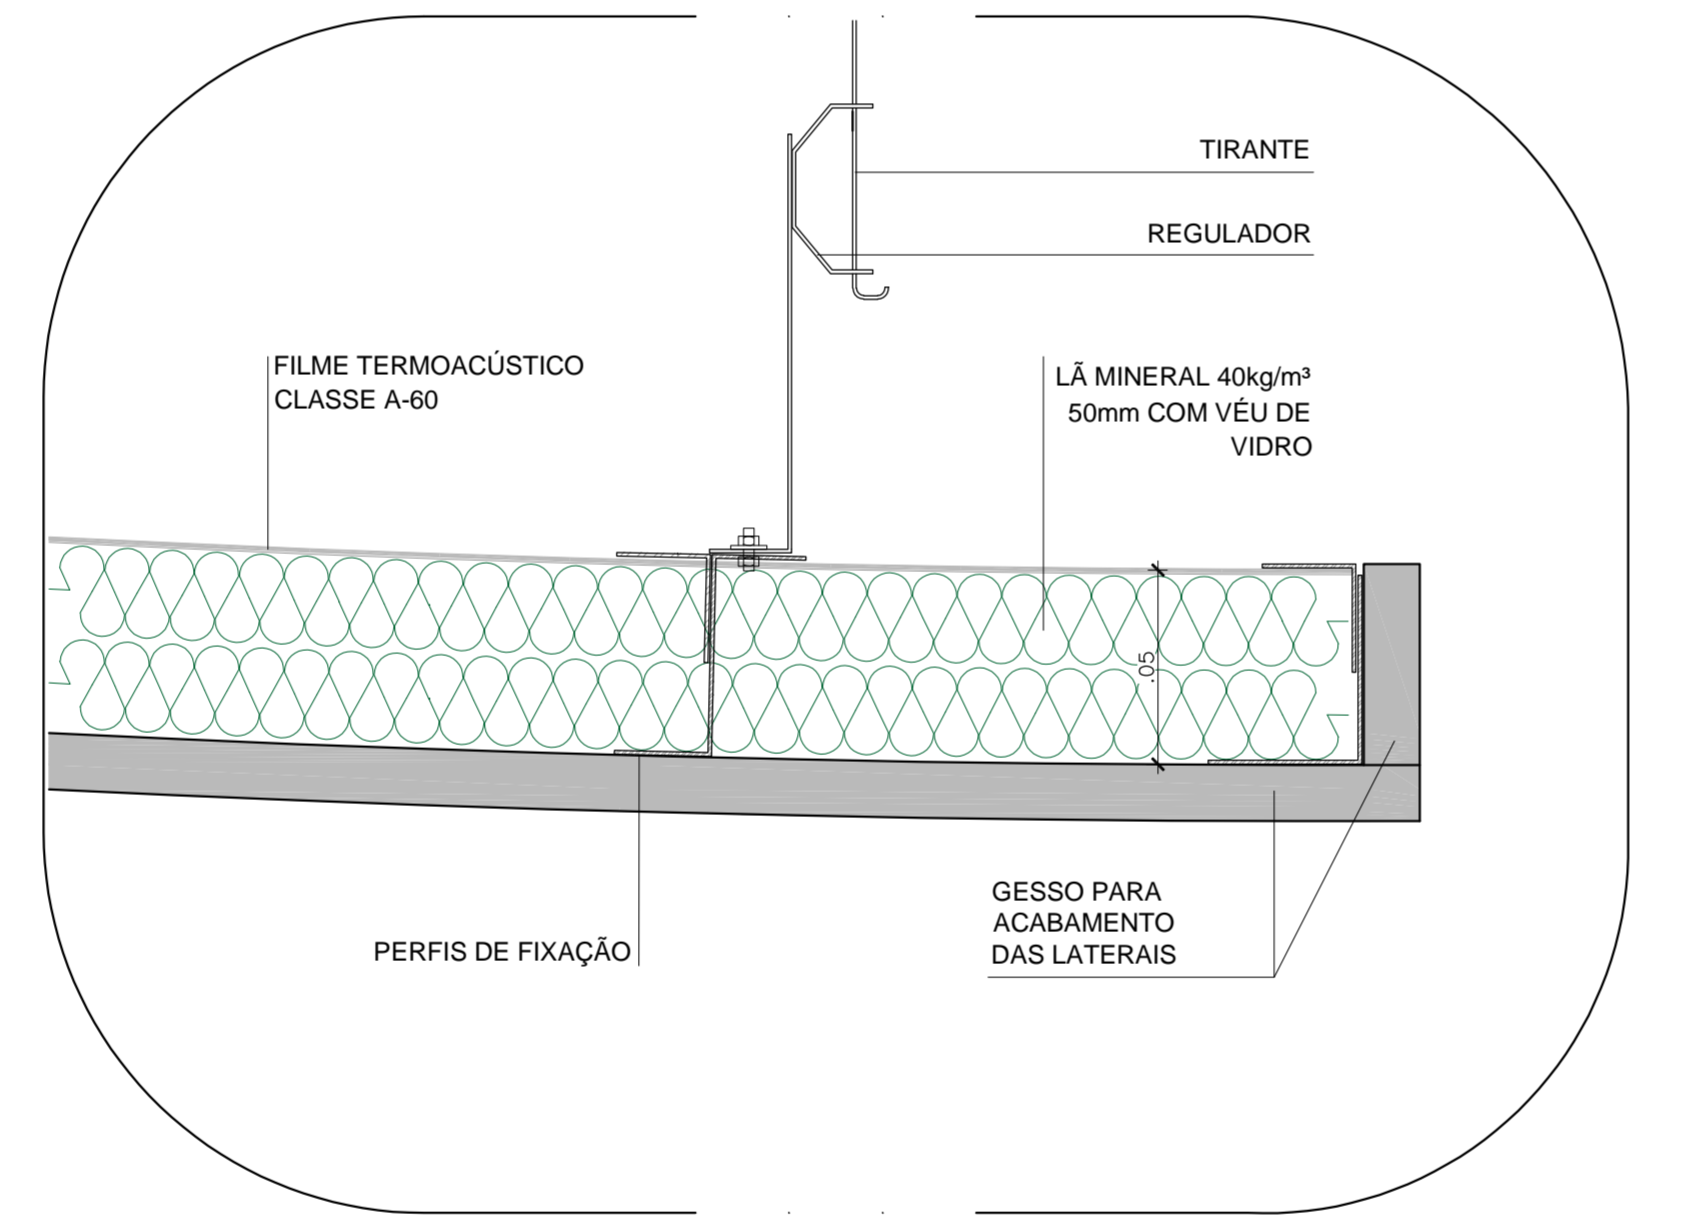 TIRANTE
REGULADOR
FILME TERMOACÚSTICO
CLASSE A-60
LÃ MINERAL 40kg/m³
50mm COM VÉU DE
VIDRO
.05
PERFIS DE FIXAÇÃO
GESSO PARA
ACABAMENTO
DAS LATERAIS